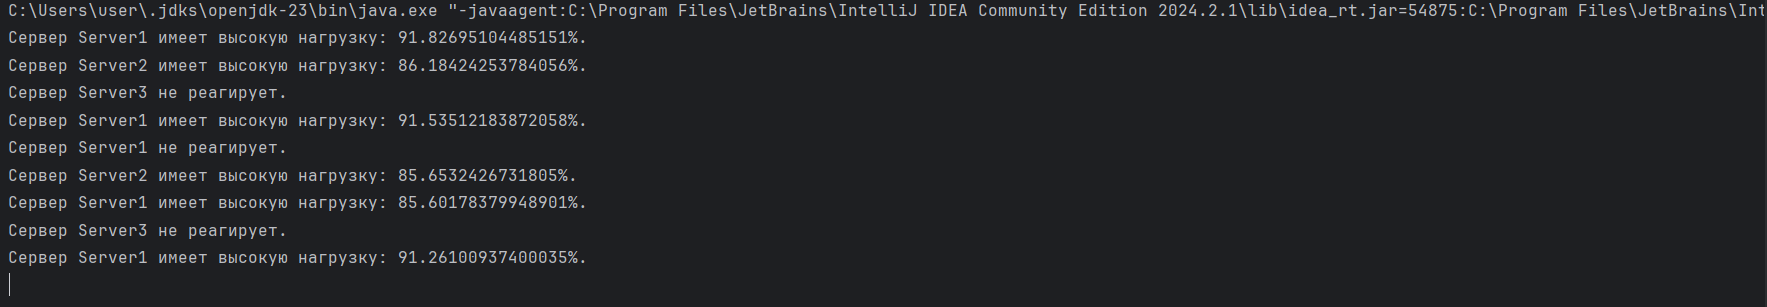 C:\Users\user\.jdks\openjdk-23\bin\java.exe "-javaagent:C:\Program Files\JetBrains\IntelliJ IDEA Community Edition 2024.2.1\lib\idea_rt.jar=54875:C:\Program Files\JetBrains\Int
Сервер Server1 имеет высокую нагрузку: 91.82695104485151%.
Сервер Server2 имеет высокую нагрузку: 86.18424253784056%.
Сервер Server3 не реагирует.
Сервер Server1 имеет высокую нагрузку: 91.53512183872058%.
Сервер Server1 не реагирует.
Сервер Server2 имеет высокую нагрузку: 85.6532426731805%.
Сервер Server1 имеет высокую нагрузку: 85.60178379948901%.
Сервер Server3 не реагирует.
Сервер Server1 имеет высокую нагрузку: 91.26100937400035%.